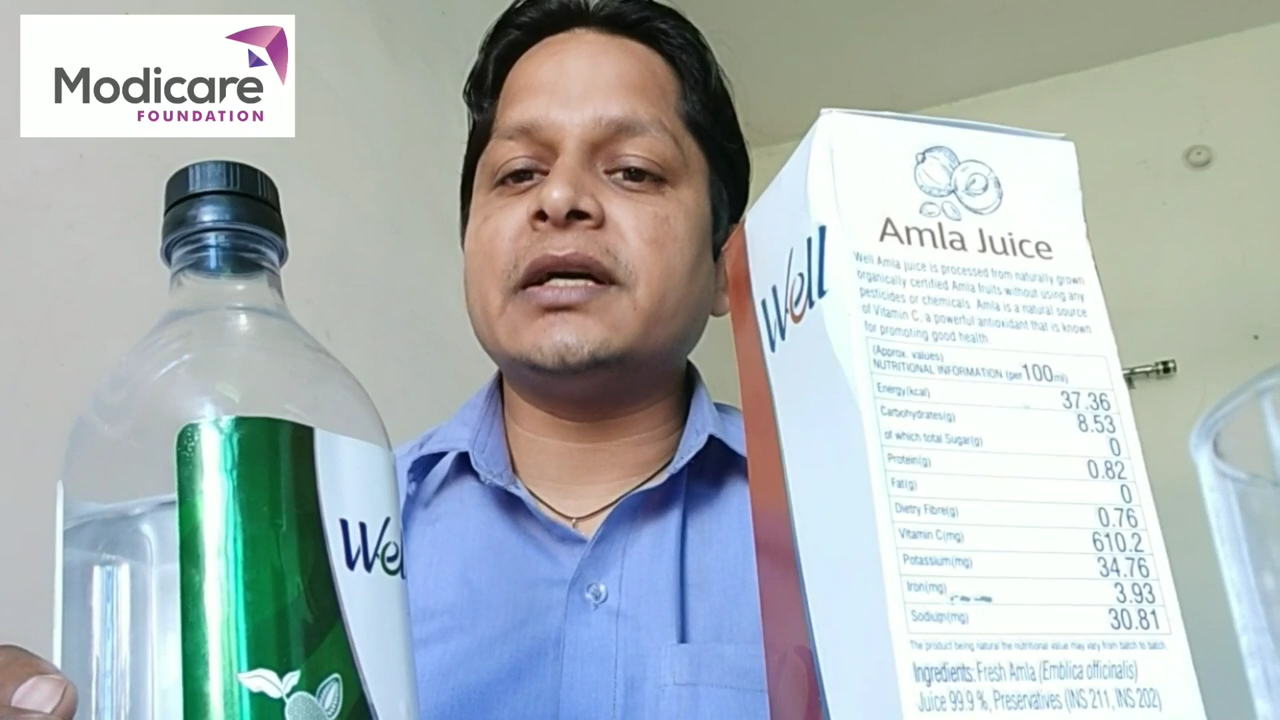 Modicare
FOUNDATION
Well
Well
Amla Juice
Well Amla juice is processed from naturally grown
organically certified Amla fruits without using any
pesticides or chemicals. Amla is a natural source
of Vitamin C, a powerful antioxidant that is known
for promoting good health
(Approx. values)
NUTRITIONAL INFORMATION (per 100ml)
Energy(kcal) 37.36
Carbohydrates(g) 8.53
of which total Sugar(g) 0
Protein(g) 0.82
Fat(g) 0
Dietry Fibre(g) 0.76
Vitamin C(mg) 610.2
Potassium(mg) 34.76
Iron(mg) 3.93
Sodium(mg) 30.81
The product being natural the nutritional value may vary from batch to batch.
Ingredients: Fresh Amla (Emblica officinalis)
Juice 99.9 %, Preservatives (INS 211, INS 202)